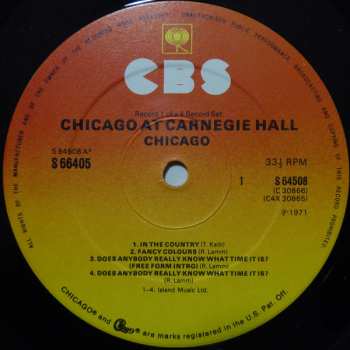 ALL RIGHTS OF THE MANUFACTURER AND OF THE OWNER OF THE RECORDED WORK RESERVED. UNAUTHORISED PUBLIC PERFORMANCE, BROADCASTING AND COPYING OF THIS RECORD PROHIBITED
CBS
Record 1 of a 4 Record Set
CHICAGO AT CARNEGIE HALL
CHICAGO
S 64508 A²
S 66405
33⅓ RPM
1
S 64508
(C 30866)
(C4X 30865)
℗ 1971
1. IN THE COUNTRY (T. Kath)
2. FANCY COLOURS (R. Lamm)
3. DOES ANYBODY REALLY KNOW WHAT TIME IT IS?
(FREE FORM INTRO) (R. Lamm)
4. DOES ANYBODY REALLY KNOW WHAT TIME IT IS?
(R. Lamm)
1-4. Island Music Ltd.
CHICAGO® and Chicago® are marks registered in the U.S. Pat. Off.